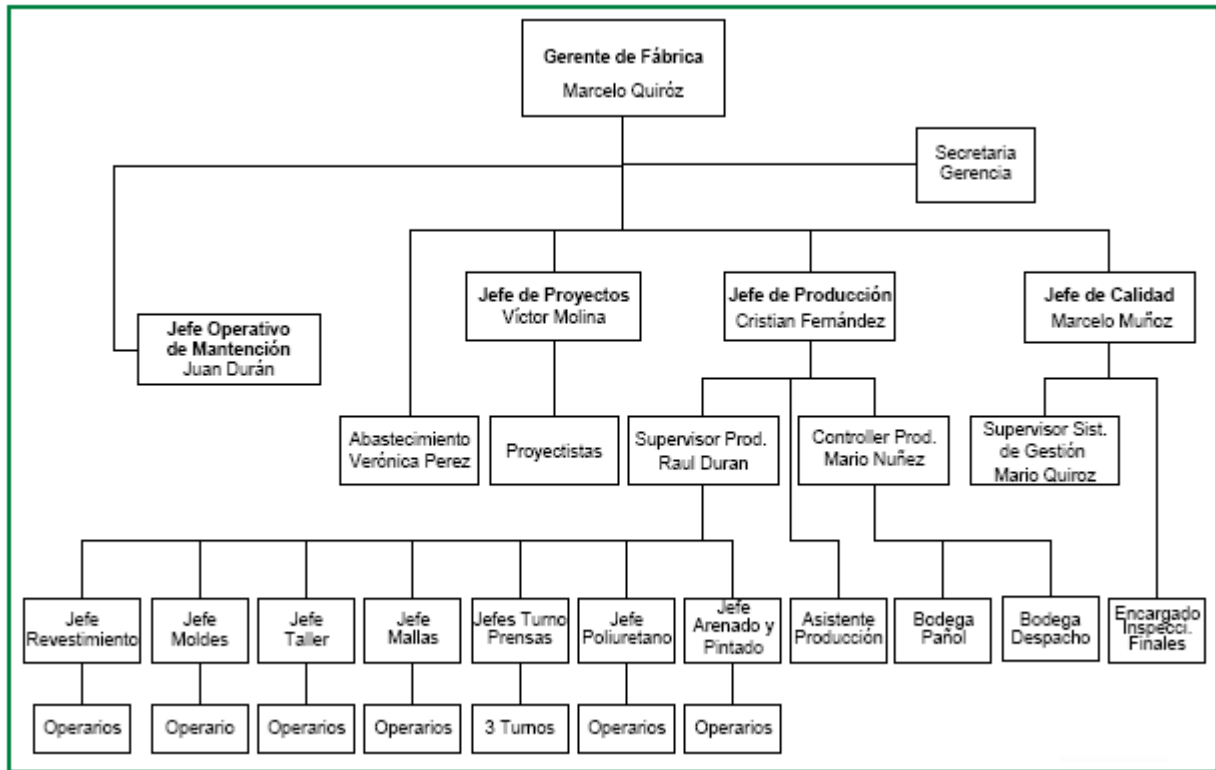 Gerente de Fábrica
Marcelo Quiróz
Secretaria
Gerencia
Jefe de Proyectos
Víctor Molina
Jefe de Producción
Cristian Fernández
Jefe de Calidad
Marcelo Muñoz
Jefe Operativo
de Mantención
Juan Durán
Abastecimiento
Verónica Perez
Proyectistas
Supervisor Prod.
Raul Duran
Controller Prod.
Mario Nuñez
Supervisor Sist.
de Gestión
Mario Quiroz
Jefe
Revestimiento
Jefe
Moldes
Jefe
Taller
Jefe
Mallas
Jefes Turno
Prensas
Jefe
Poliuretano
Jefe
Arenado y
Pintado
Asistente
Producción
Bodega
Pañol
Bodega
Despacho
Encargado
Inspecci.
Finales
Operarios
Operario
Operarios
Operarios
3 Turnos
Operarios
Operarios